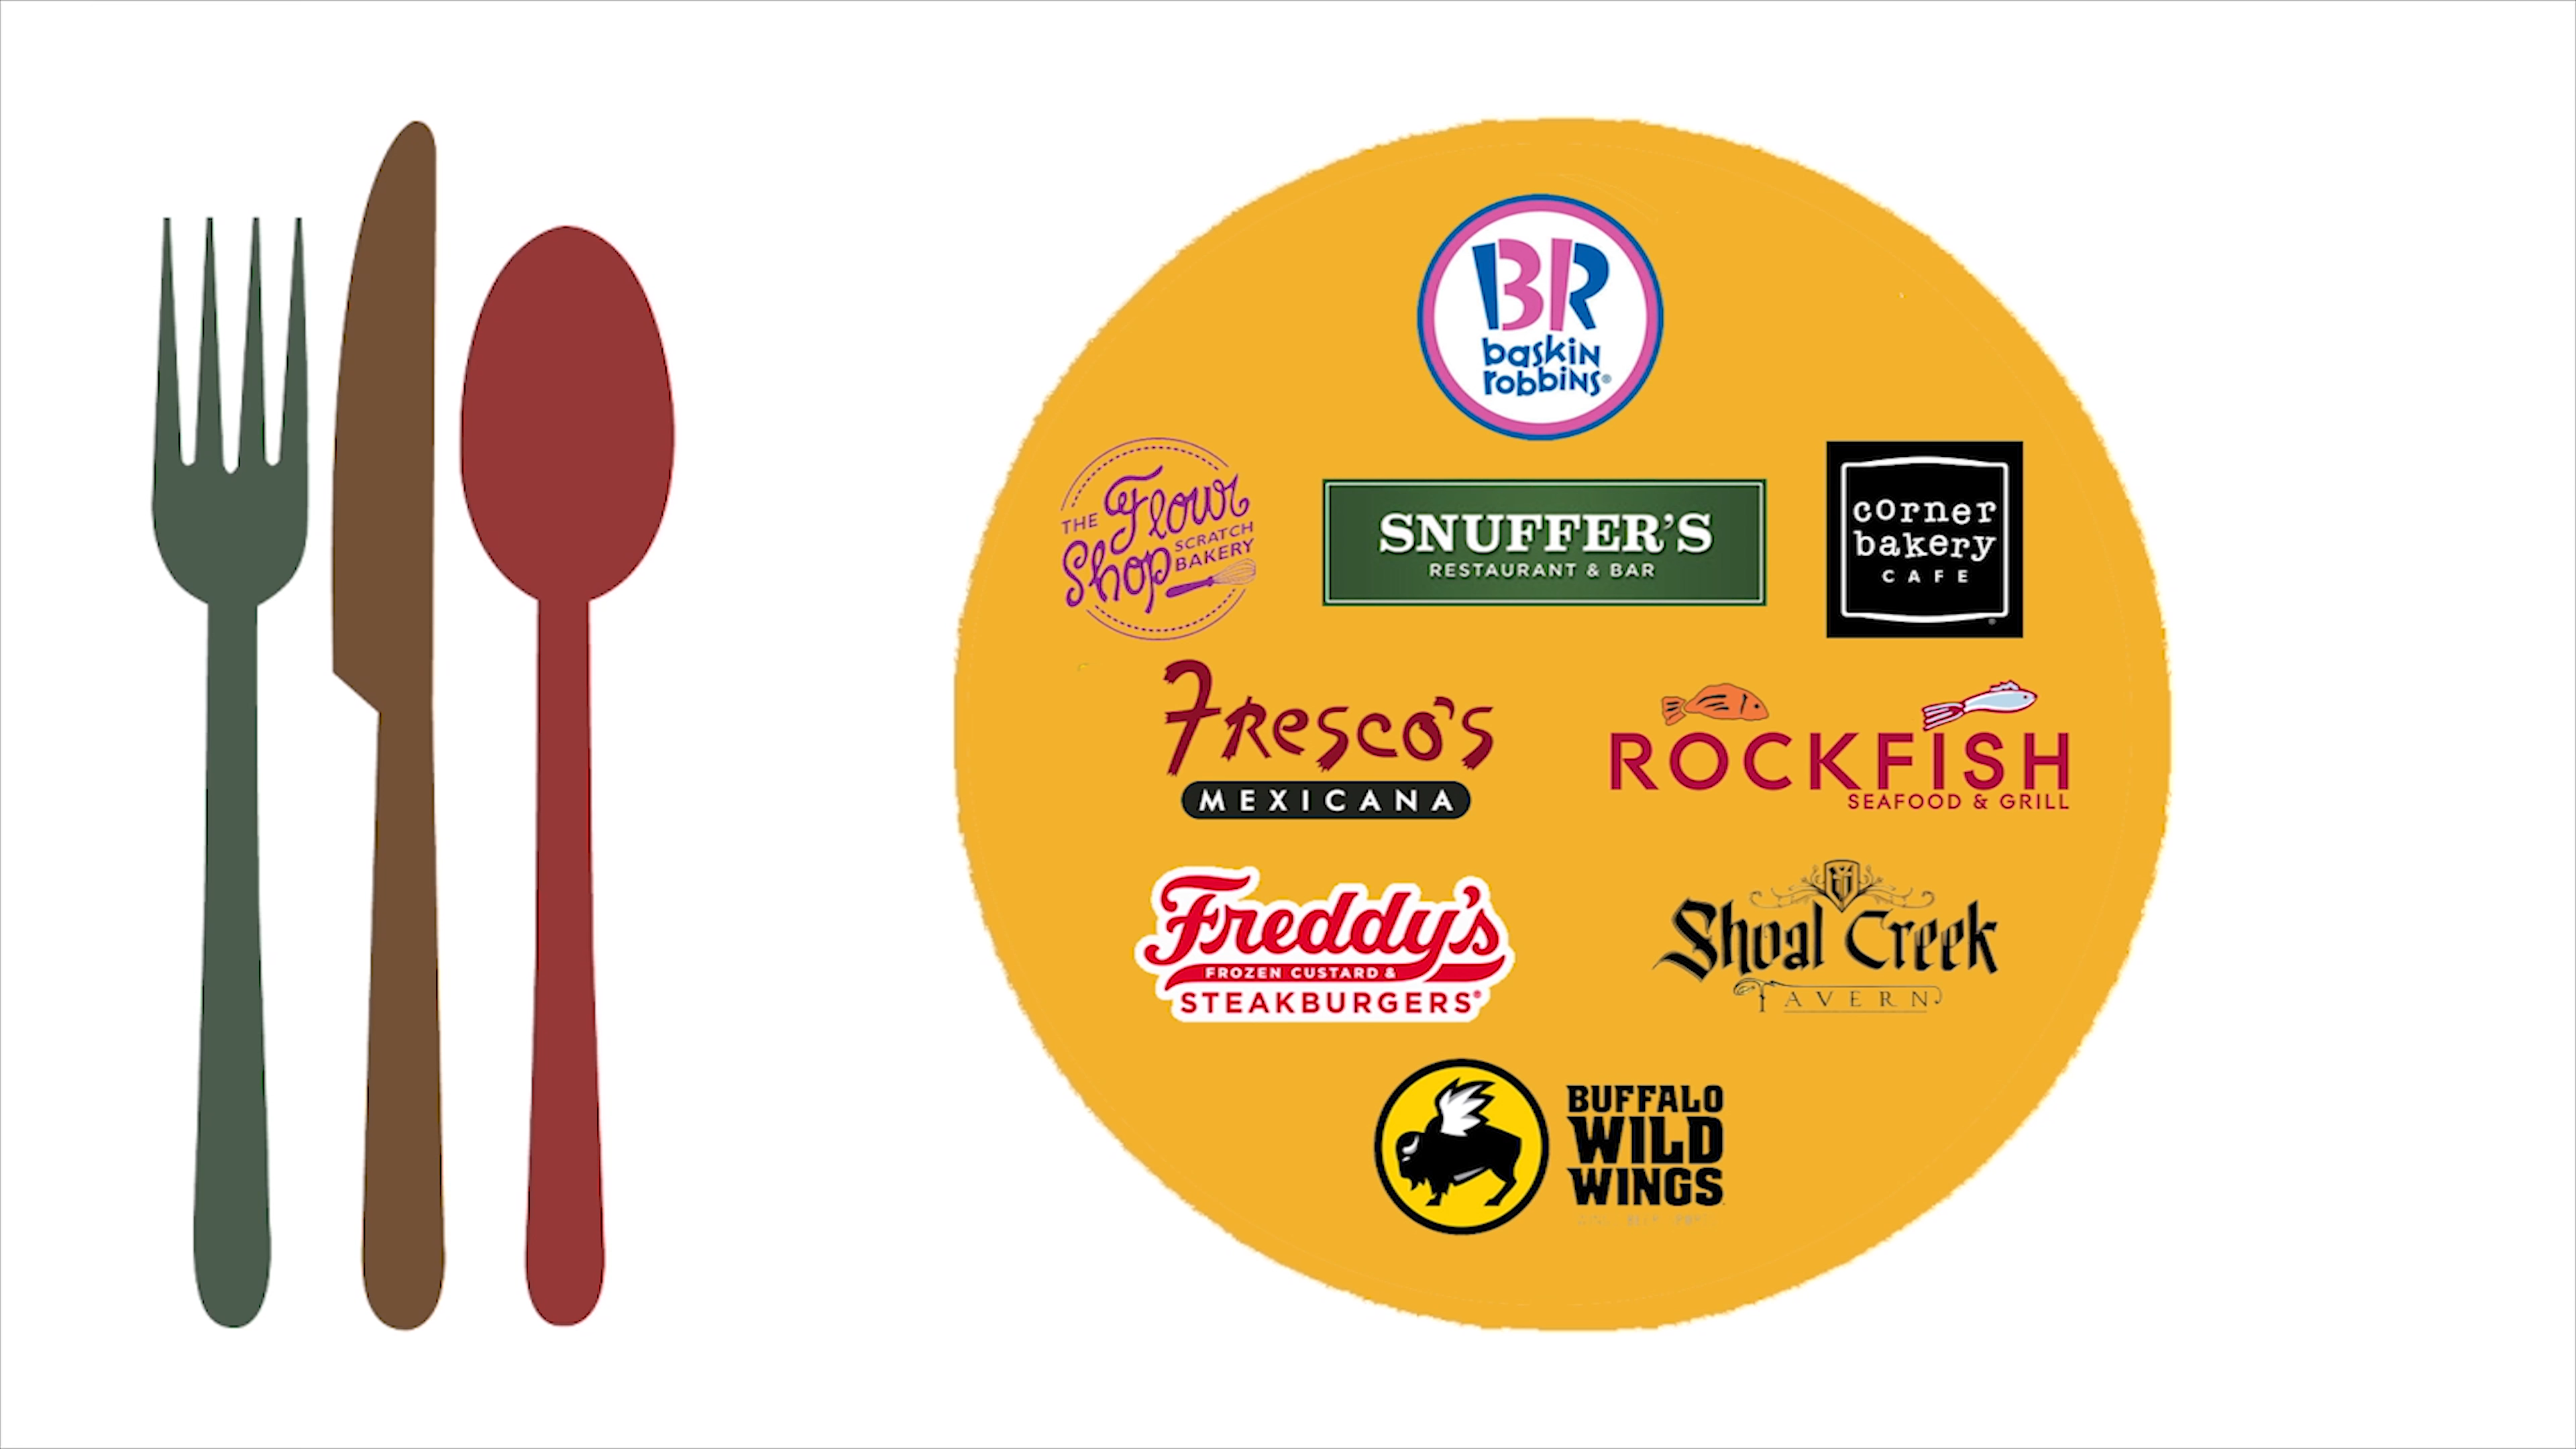 BR
baskin
robbins®
THE Flour
Shop SCRATCH
BAKERY
SNUFFER'S
RESTAURANT & BAR
corner
bakery
CAFE
®
Fresco's
MEXICANA
ROCKFISH
SEAFOOD & GRILL
Freddy's
FROZEN CUSTARD &
STEAKBURGERS®
Shoal Creek
TAVERN
BUFFALO
WILD
WINGS